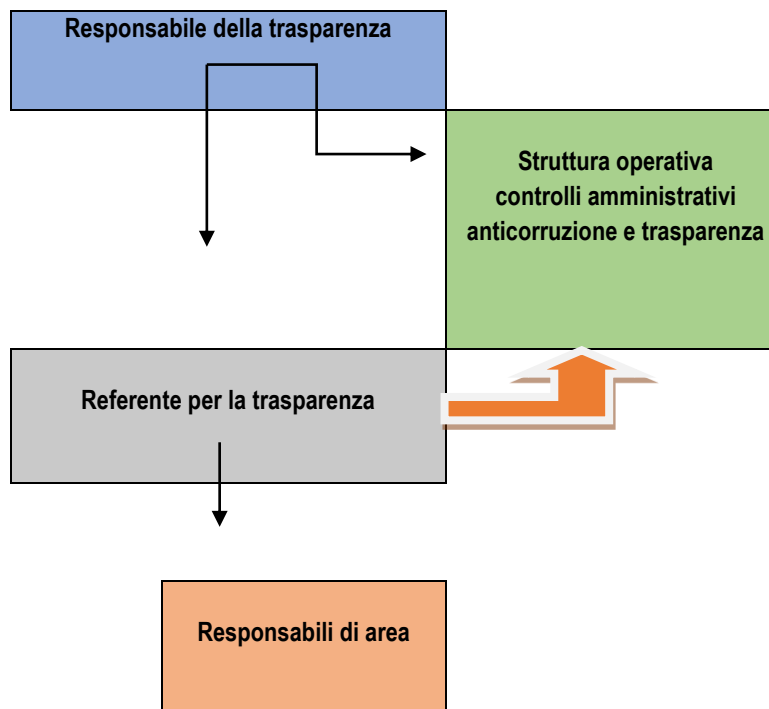 Responsabile della trasparenza
Struttura operativa
controlli amministrativi
anticorruzione e trasparenza
Referente per la trasparenza
Responsabili di area